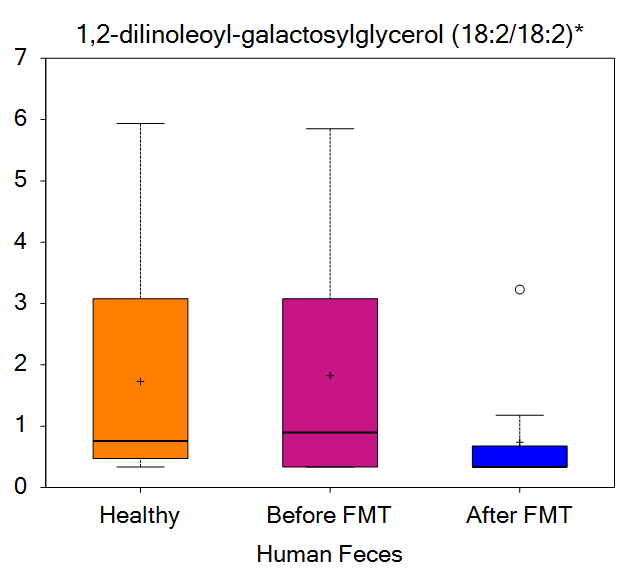 1,2-dilinoleoyl-galactosylglycerol (18:2/18:2)*
7
6
5
4
3
2
1
0
Healthy Before FMT After FMT
Human Feces